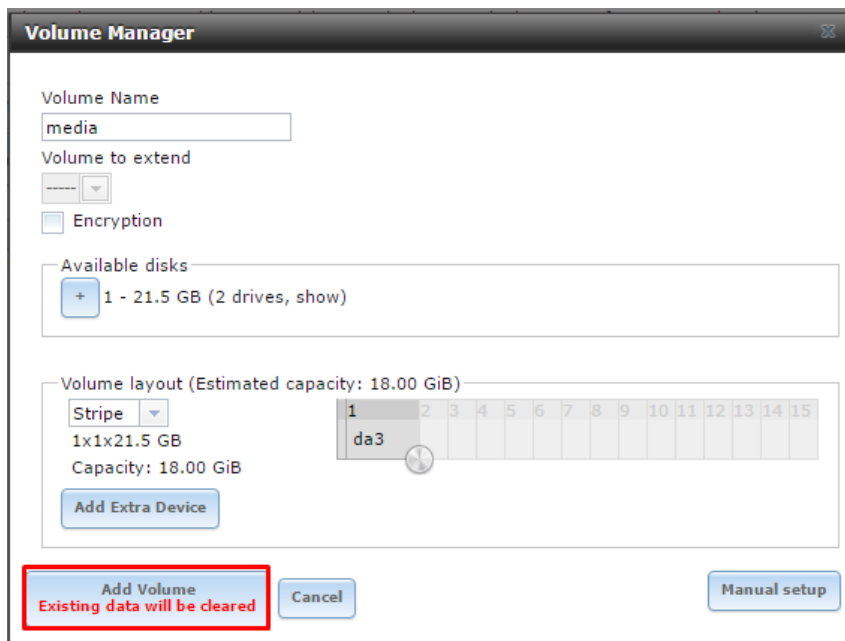 Volume Manager
Volume Name
media
Volume to extend
-----
Encryption
Available disks
+ 1 - 21.5 GB (2 drives, show)
Volume layout (Estimated capacity: 18.00 GiB)
Stripe
1 2 3 4 5 6 7 8 9 10 11 12 13 14 15
1x1x21.5 GB
da3
Capacity: 18.00 GiB
Add Extra Device
Add Volume
Existing data will be cleared
Cancel
Manual setup